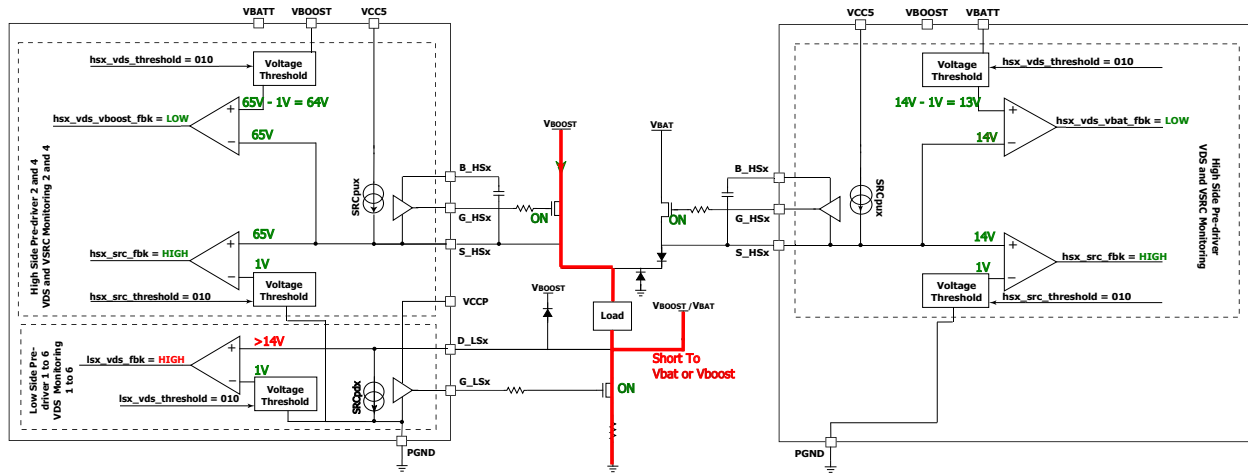 VBATT VBOOST VCC5
hsx_vds_threshold = 010
Voltage
Threshold
65V - 1V = 64V
hsx_vds_vboost_fbk = LOW
+
−
65V
High Side Pre-driver 2 and 4
VDS and VSRC Monitoring 2 and 4
SRCpux
B_HSx
G_HSx
S_HSx
65V
hsx_src_fbk = HIGH
+
−
1V
hsx_src_threshold = 010
Voltage
Threshold
VCCP
Low Side Pre-
driver 1 to 6
VDS Monitoring
1 to 6
lsx_vds_fbk = HIGH
+
−
>14V
1V
lsx_vds_threshold = 010
Voltage
Threshold
SRCpdx
D_LSx
G_LSx
PGND
VBOOST
ON
VBAT
ON
VBOOST
Load
VBOOST/VBAT
Short To
Vbat or Vboost
ON
VCC5 VBOOST VBATT
Voltage
Threshold
hsx_vds_threshold = 010
14V - 1V = 13V
+
−
hsx_vds_vbat_fbk = LOW
14V
SRCpux
B_HSx
G_HSx
S_HSx
High Side Pre-driver
VDS and VSRC Monitoring
14V
+
−
1V
hsx_src_fbk = HIGH
Voltage
Threshold
hsx_src_threshold = 010
PGND